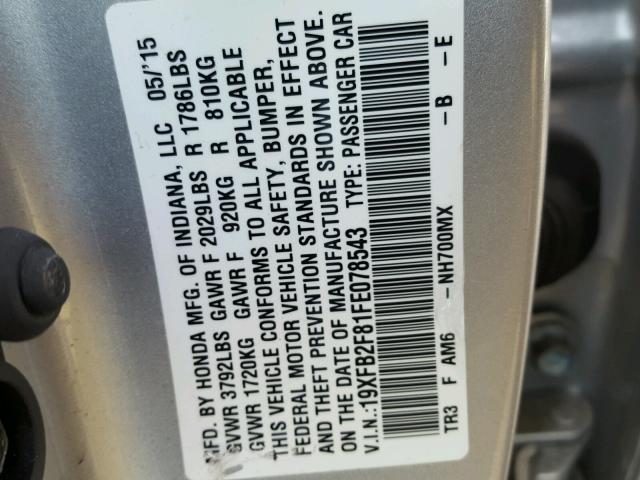 MFD. BY HONDA MFG. OF INDIANA, LLC 05/'15
GVWR 3792LBS GAWR F 2029LBS R 1786LBS
GVWR 1720KG GAWR F 920KG R 810KG
THIS VEHICLE CONFORMS TO ALL APPLICABLE
FEDERAL MOTOR VEHICLE SAFETY, BUMPER,
AND THEFT PREVENTION STANDARDS IN EFFECT
ON THE DATE OF MANUFACTURE SHOWN ABOVE.
V.I.N.:19XFB2F81FE078543 TYPE: PASSENGER CAR
TR3 F AM6 -NH700MX -B -E